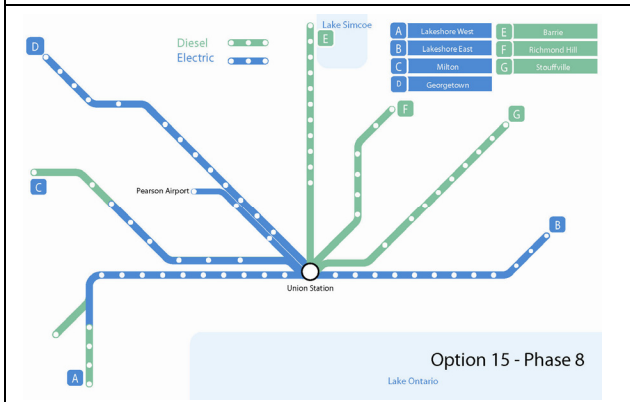 Lake Simcoe
E
D
Diesel
Electric
A Lakeshore West
B Lakeshore East
C Milton
D Georgetown
E Barrie
F Richmond Hill
G Stouffville
F
G
C
Pearson Airport
B
Union Station
A
Option 15 - Phase 8
Lake Ontario